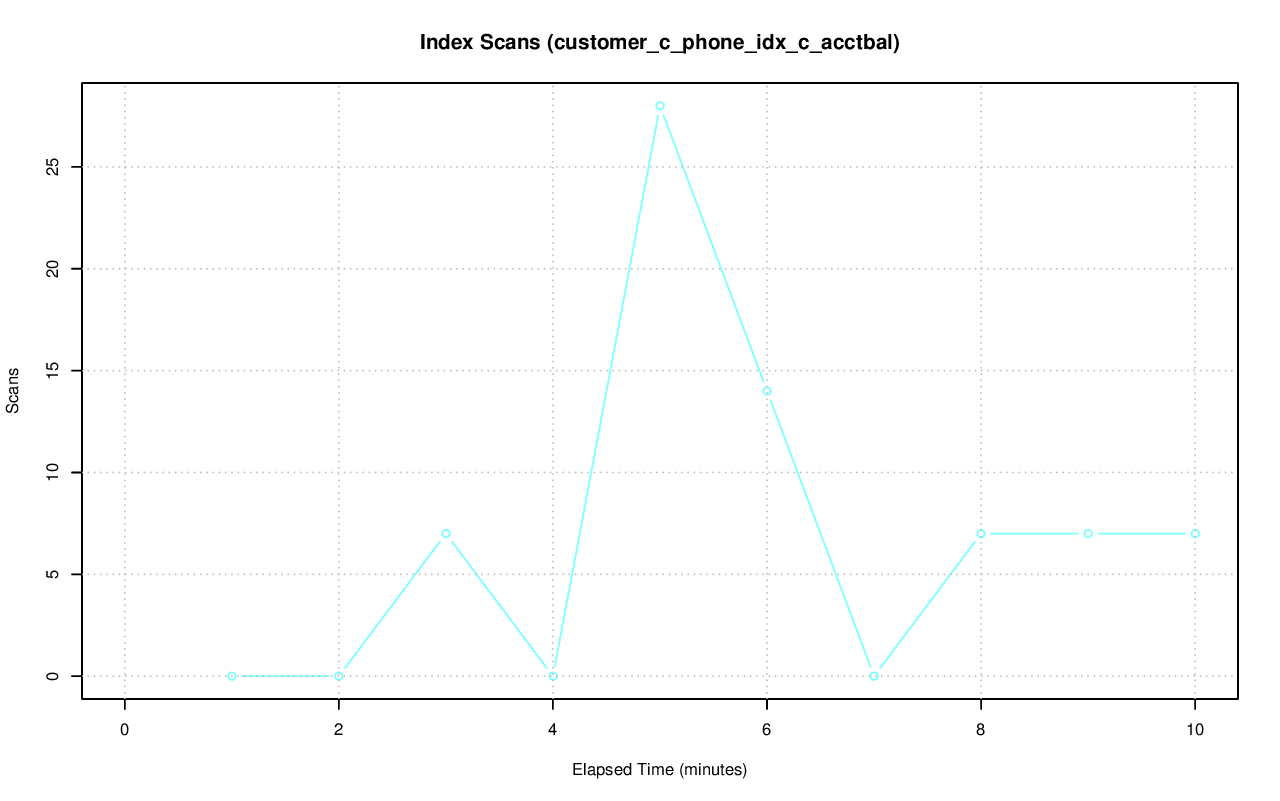 Index Scans (customer_c_phone_idx_c_acctbal)
Scans
25
20
15
10
5
0
0 2 4 6 8 10
Elapsed Time (minutes)